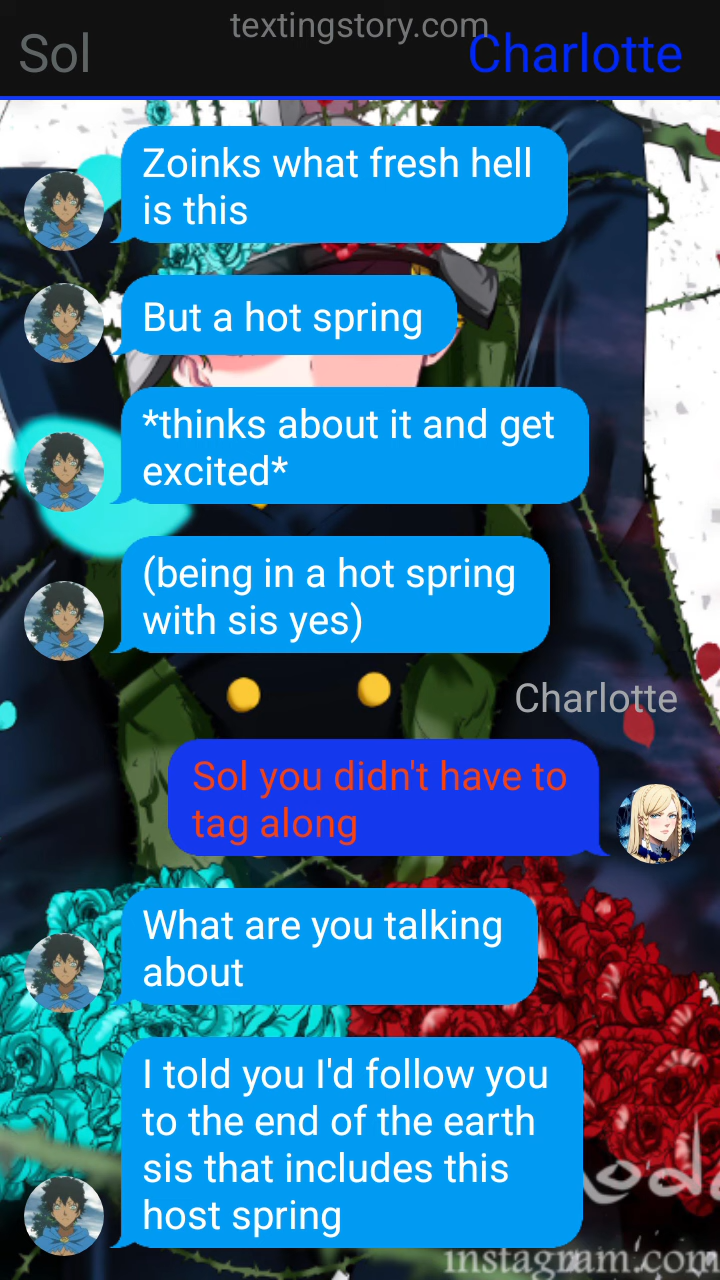 textingstory.com
Sol Charlotte
Zoinks what fresh hell
is this
But a hot spring
*thinks about it and get
excited*
(being in a hot spring
with sis yes)
Charlotte
Sol you didn't have to
tag along
What are you talking
about
I told you I'd follow you
to the end of the earth
sis that includes this
host spring
instagram.com